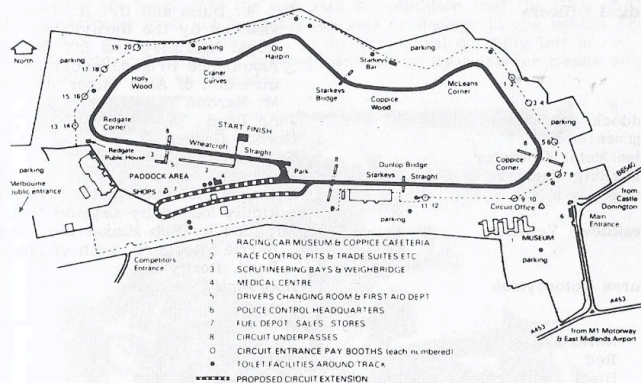 North
19 20
parking
Old
Hairpin
parking
Starkeys
Bar
parking
17 18
Holly
Wood
Craner
Curves
Starkeys
Bridge
Coppice
Wood
McLeans
Corner
1 2
15 16
3 4
13 14
Redgate
Corner
START FINISH
Redgate
Public House
Wheatcroft
Straight
5 6
7 8
parking
Melbourne
public entrance
PADDOCK AREA
SHOPS
Park
Dunlop Bridge
Starkeys
Straight
Coppice
Corner
11 12
9 10
Circuit Office
parking
B6540
from
Castle
Donington
Main
Entrance
MUSEUM
parking
Competitors
Entrance
A453
A453
from M1 Motorway
& East Midlands Airport
1 RACING CAR MUSEUM & COPPICE CAFETERIA
2 RACE CONTROL PITS & TRADE SUITES ETC
3 SCRUTINEERING BAYS & WEIGHBRIDGE
4 MEDICAL CENTRE
5 DRIVERS CHANGING ROOM & FIRST AID DEPT
6 POLICE CONTROL HEADQUARTERS
7 FUEL DEPOT SALES STORES
8 CIRCUIT UNDERPASSES
O CIRCUIT ENTRANCE PAY BOOTHS (each numbered)
TOILET FACILITIES AROUND TRACK
PROPOSED CIRCUIT EXTENSION